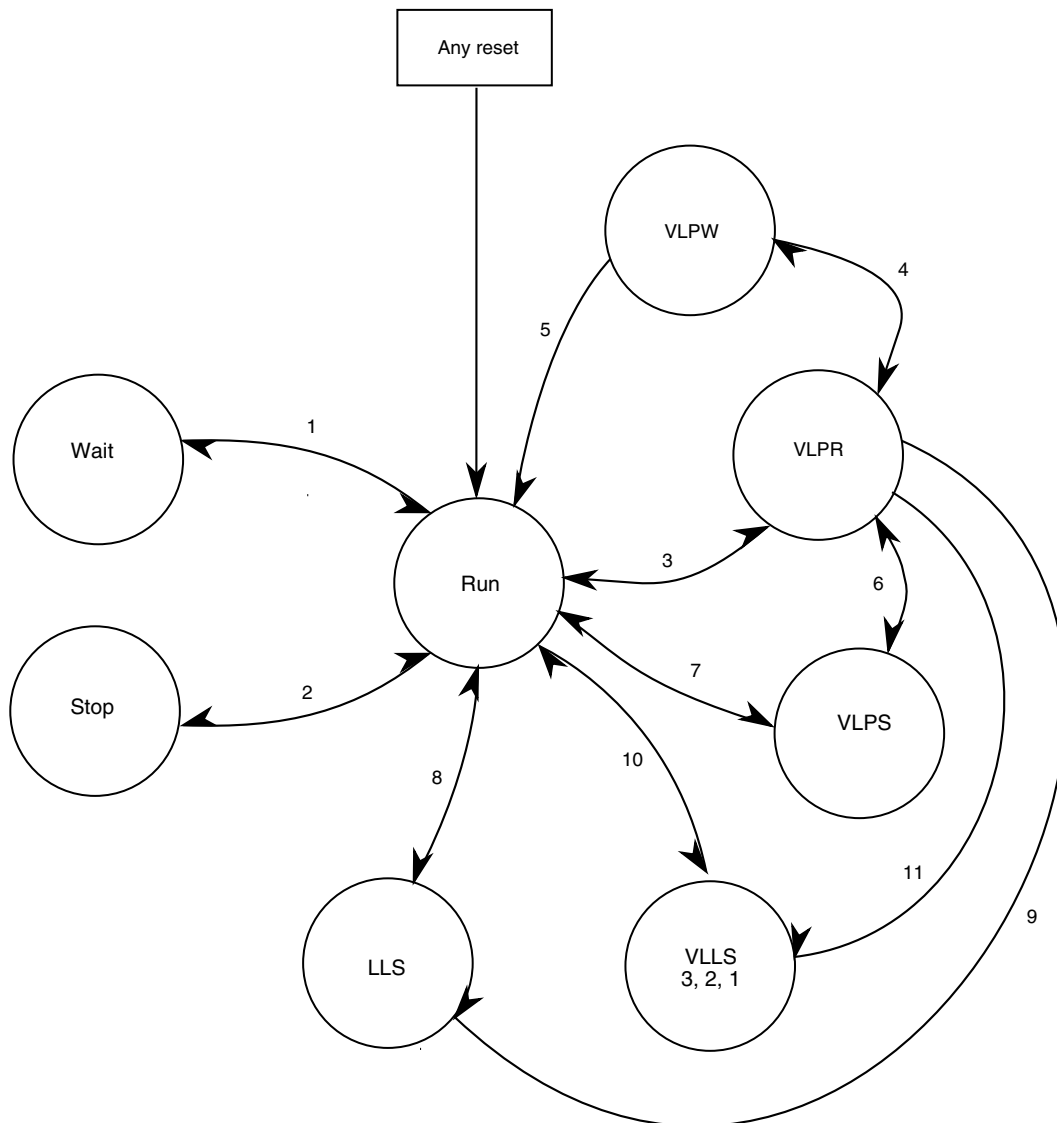 Any reset
VLPW
4
5
VLPR
1
Wait
3
Run
6
7
2
Stop
VLPS
10
8
11
9
VLLS
3, 2, 1
LLS